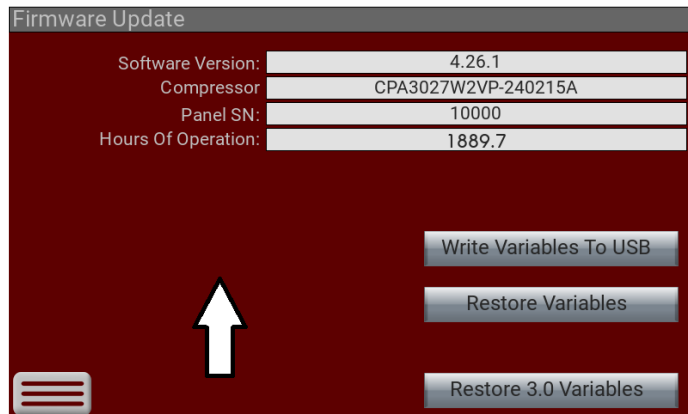 Firmware Update
Software Version: 4.26.1
Compressor CPA3027W2VP-240215A
Panel SN: 10000
Hours Of Operation: 1889.7
Write Variables To USB
Restore Variables
Restore 3.0 Variables